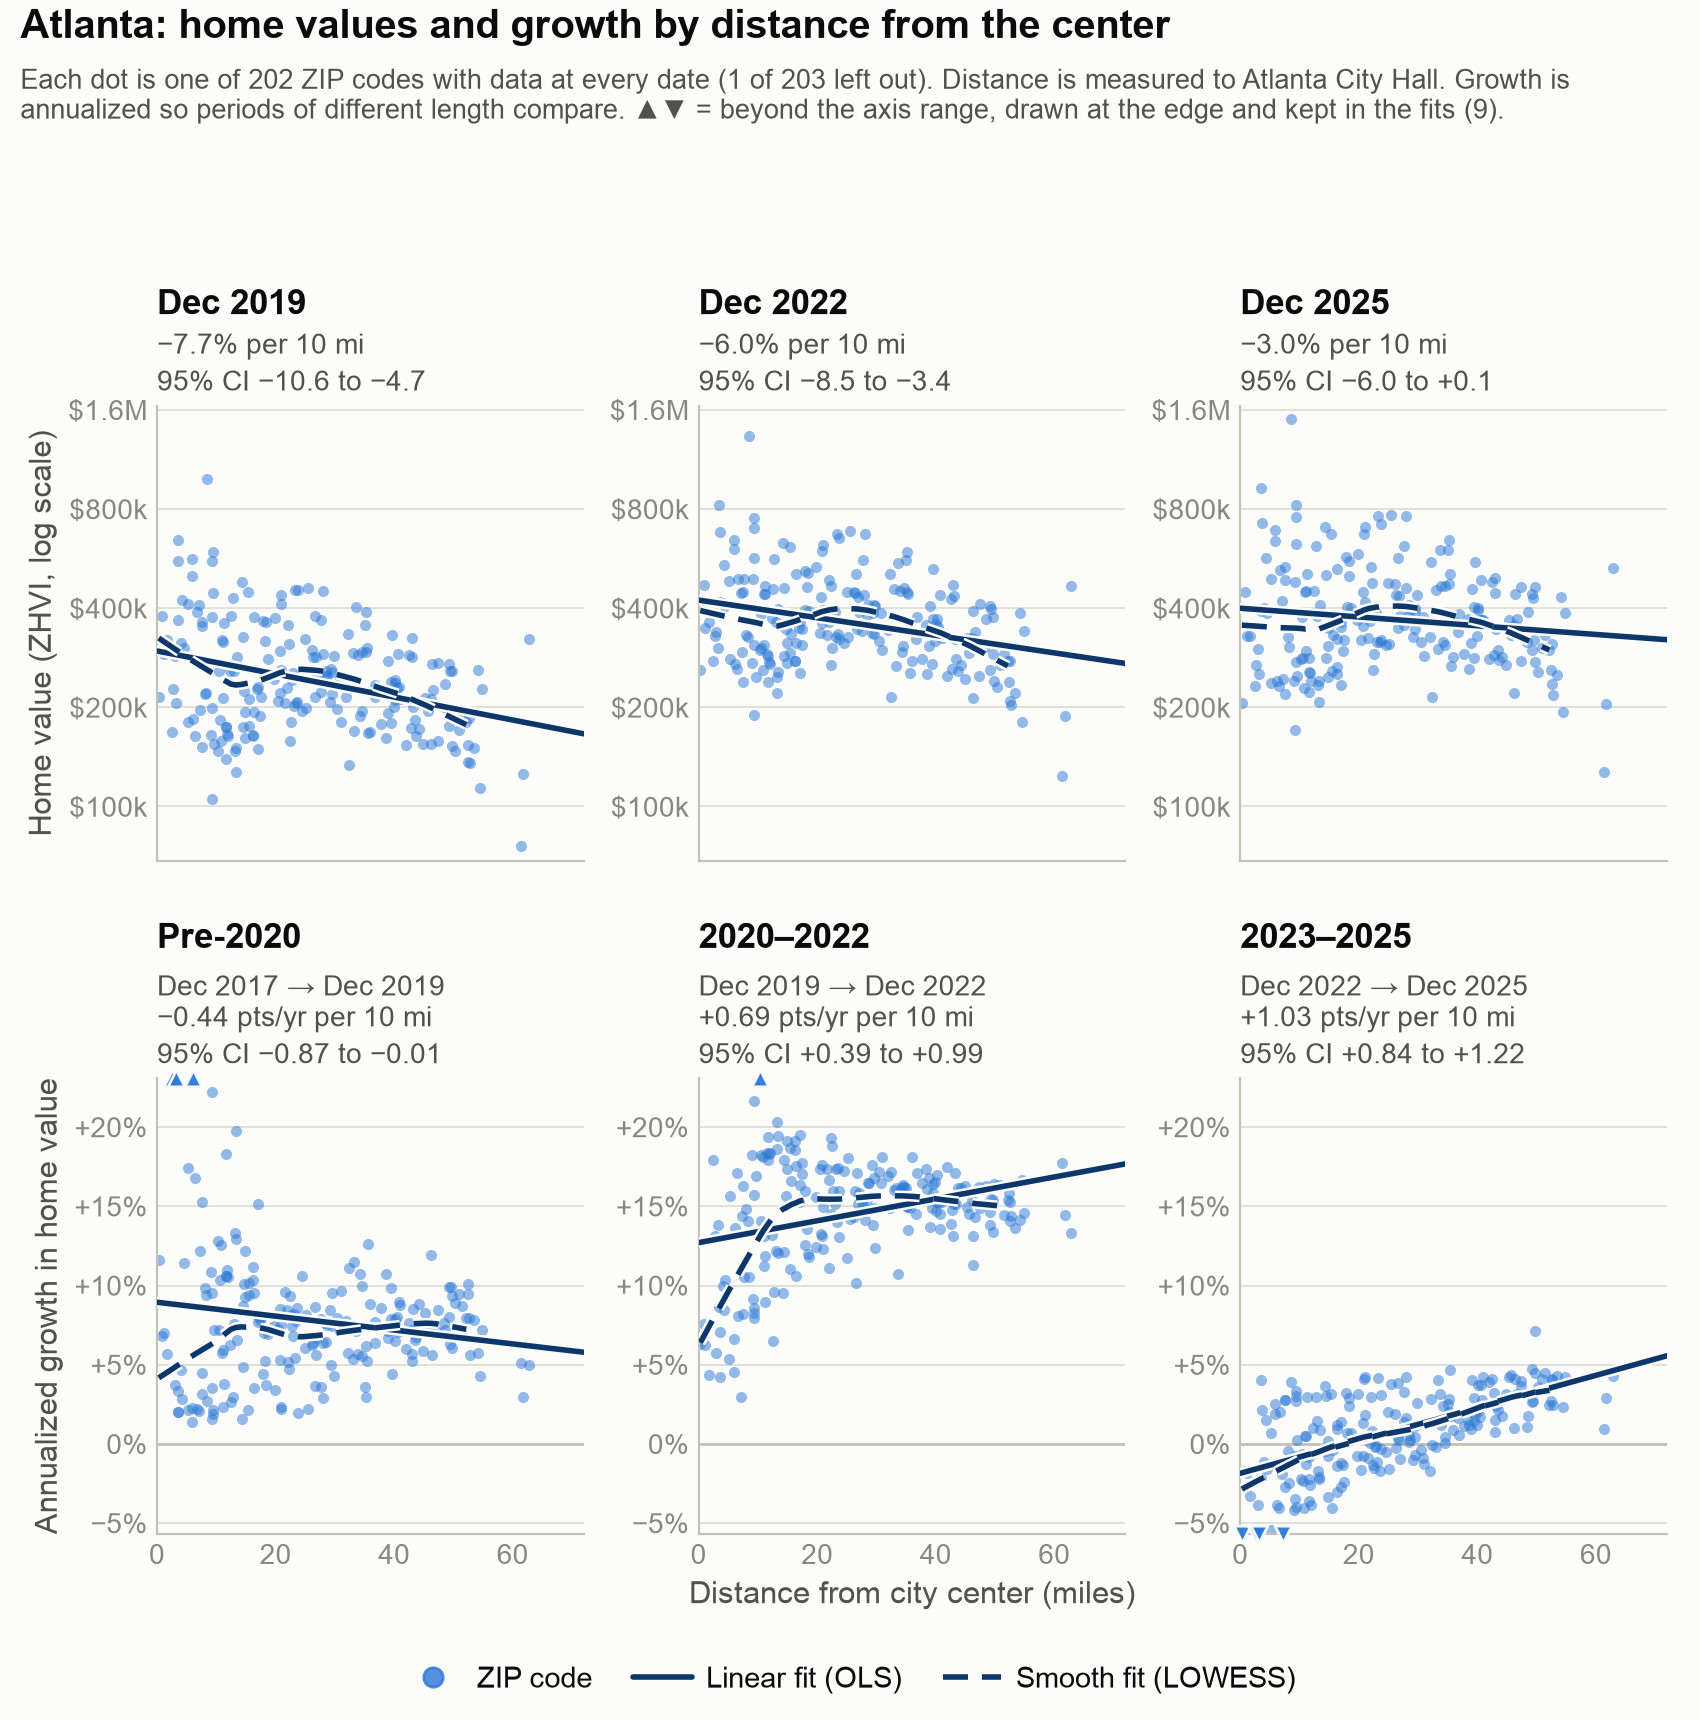 Atlanta: home values and growth by distance from the center
Each dot is one of 202 ZIP codes with data at every date (1 of 203 left out). Distance is measured to Atlanta City Hall. Growth is
annualized so periods of different length compare. ▲▼ = beyond the axis range, drawn at the edge and kept in the fits (9).
Dec 2019
−7.7% per 10 mi
95% CI −10.6 to −4.7
Dec 2022
−6.0% per 10 mi
95% CI −8.5 to −3.4
Dec 2025
−3.0% per 10 mi
95% CI −6.0 to +0.1
Home value (ZHVI, log scale)
$1.6M
$800k
$400k
$200k
$100k
$1.6M
$800k
$400k
$200k
$100k
$1.6M
$800k
$400k
$200k
$100k
Pre-2020
Dec 2017 → Dec 2019
−0.44 pts/yr per 10 mi
95% CI −0.87 to −0.01
2020–2022
Dec 2019 → Dec 2022
+0.69 pts/yr per 10 mi
95% CI +0.39 to +0.99
2023–2025
Dec 2022 → Dec 2025
+1.03 pts/yr per 10 mi
95% CI +0.84 to +1.22
Annualized growth in home value
+20%
+15%
+10%
+5%
0%
−5%
+20%
+15%
+10%
+5%
0%
−5%
+20%
+15%
+10%
+5%
0%
−5%
0 20 40 60
0 20 40 60
0 20 40 60
Distance from city center (miles)
ZIP code
Linear fit (OLS)
Smooth fit (LOWESS)